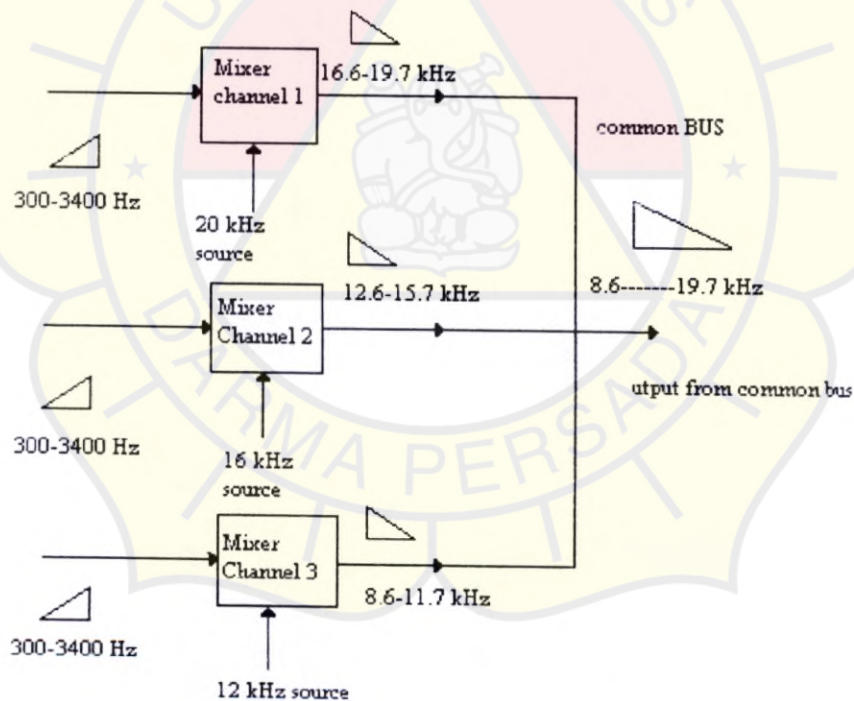 Mixer
channel 1
16.6-19.7 kHz
common BUS
300-3400 Hz
20 kHz
source
Mixer
Channel 2
12.6-15.7 kHz
8.6-------19.7 kHz
utput from common bus
300-3400 Hz
16 kHz
source
Mixer
Channel 3
8.6-11.7 kHz
300-3400 Hz
12 kHz source
DARMA PERSADA